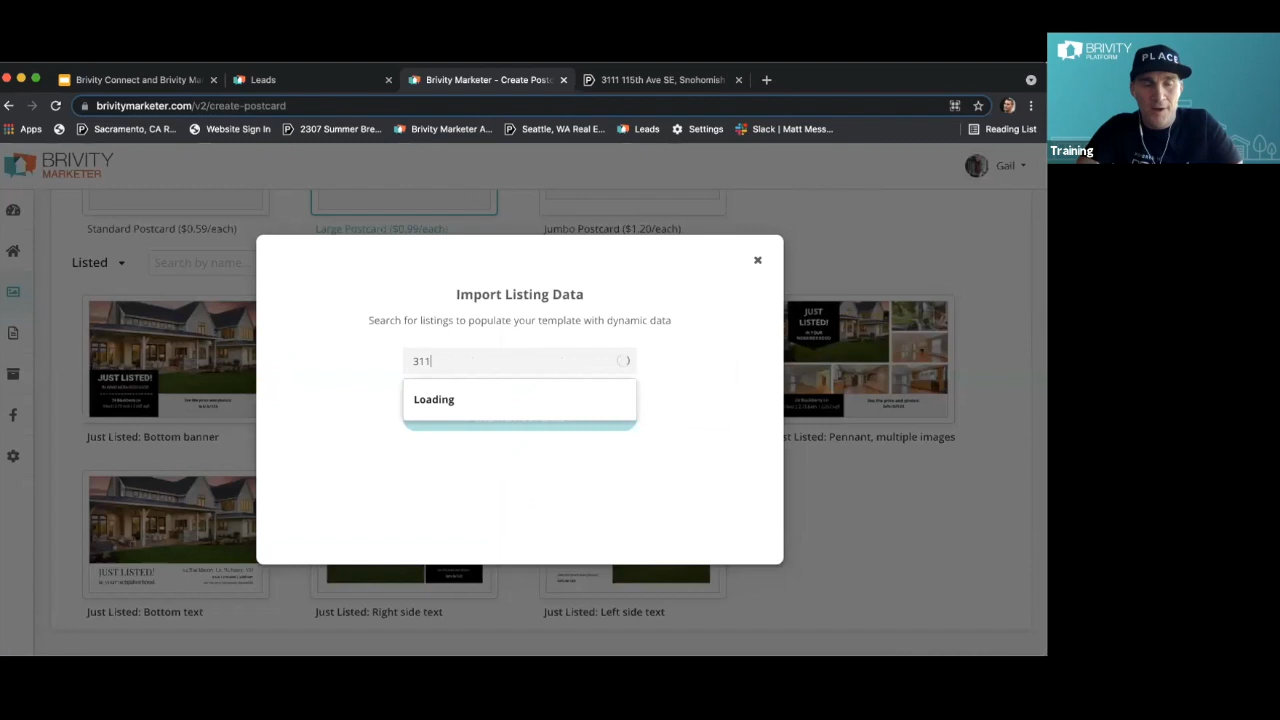 Brivity Connect and Brivity Ma
Leads
Brivity Marketer - Create Postc
3111 115th Ave SE, Snohomish
brivitymarketer.com/v2/create-postcard
Apps
Sacramento, CA R...
Website Sign In
2307 Summer Bre...
Brivity Marketer A...
Seattle, WA Real E...
Leads
Settings
Slack | Matt Mess...
Reading List
BRIVITY
MARKETER
Gail
Standard Postcard ($0.59/each)
Large Postcard ($0.99/each)
Jumbo Postcard ($1.20/each)
Listed
Search by name...
Import Listing Data
Search for listings to populate your template with dynamic data
311
Loading
JUST LISTED!
Just Listed: Bottom banner
JUST
LISTED!
st Listed: Pennant, multiple images
JUST LISTED!
Just Listed: Bottom text
Just Listed: Right side text
Just Listed: Left side text
BRIVITY
PLATFORM
PLACE
Training